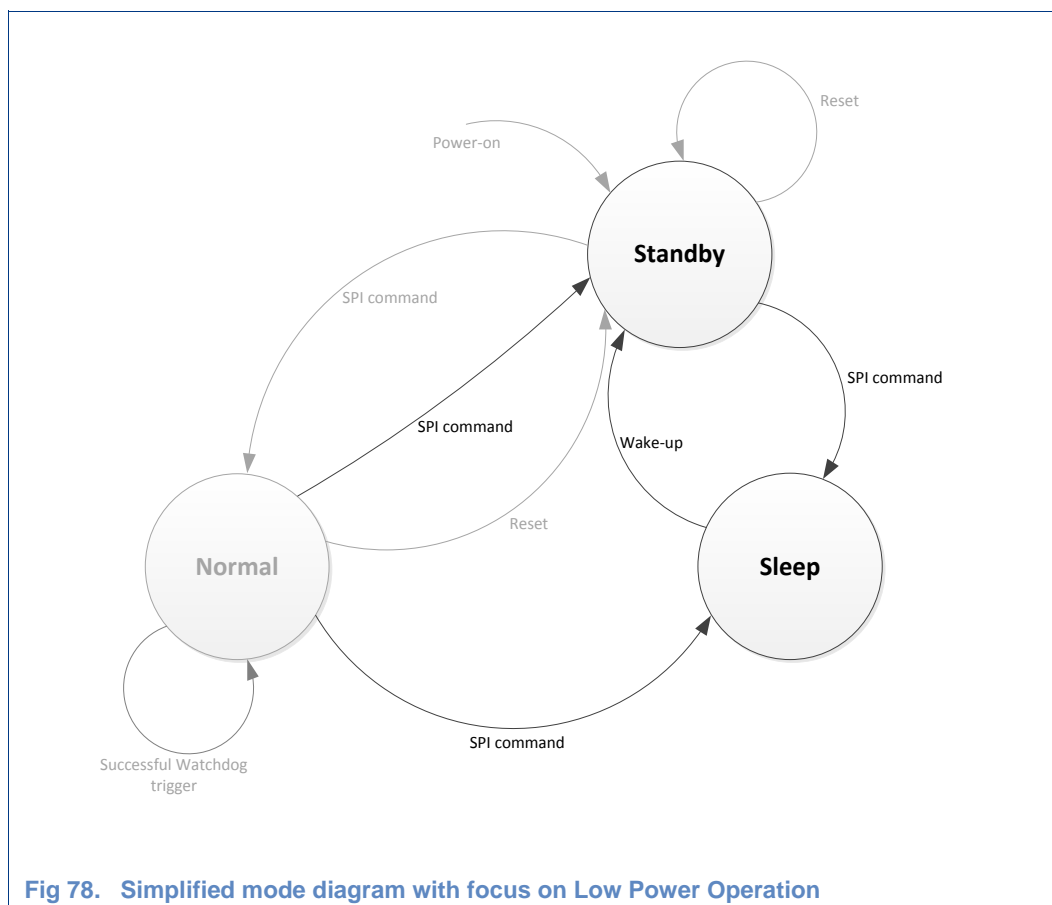 Reset
Power-on
Standby
SPI command
SPI command
SPI command
Wake-up
Reset
Normal
Sleep
SPI command
Successful Watchdog
trigger
Fig 78. Simplified mode diagram with focus on Low Power Operation